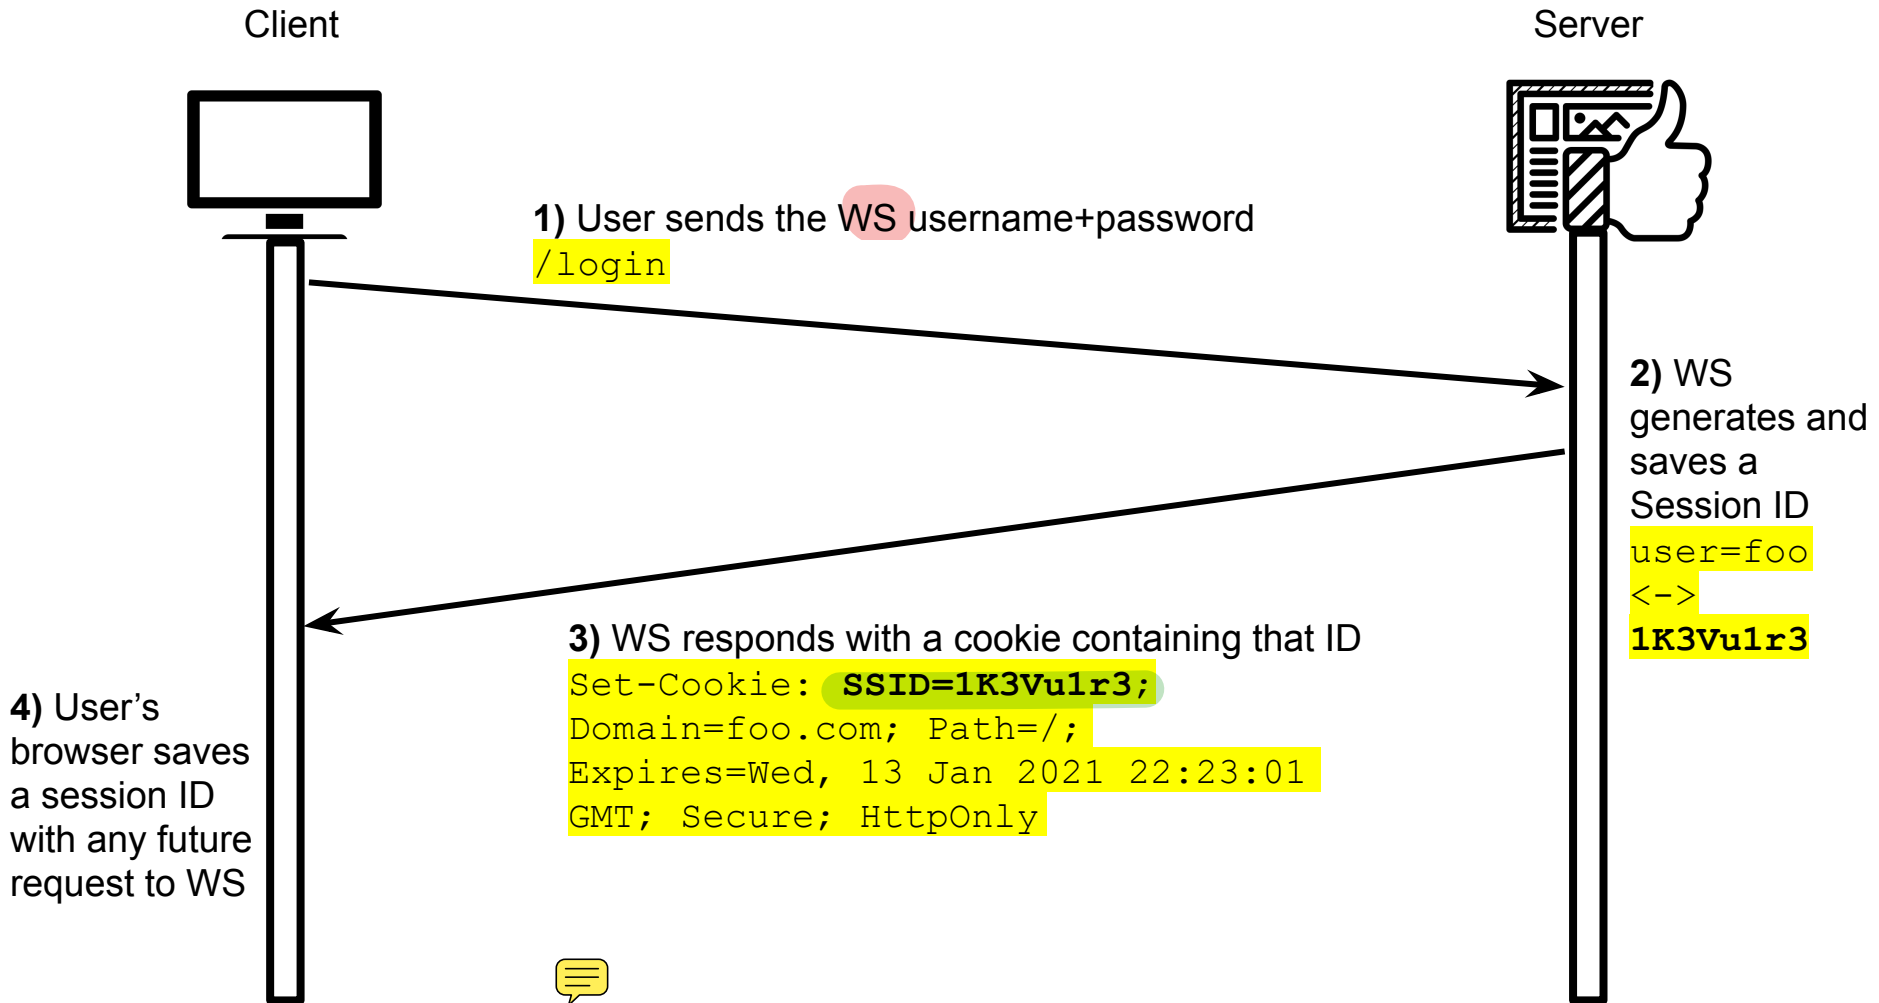 Client
Server
1) User sends the WS username+password
/login
2) WS
generates and
saves a
Session ID
user=foo
<->
1K3Vu1r3
3) WS responds with a cookie containing that ID
Set-Cookie: SSID=1K3Vu1r3;
Domain=foo.com; Path=/;
Expires=Wed, 13 Jan 2021 22:23:01
GMT; Secure; HttpOnly
4) User’s
browser saves
a session ID
with any future
request to WS